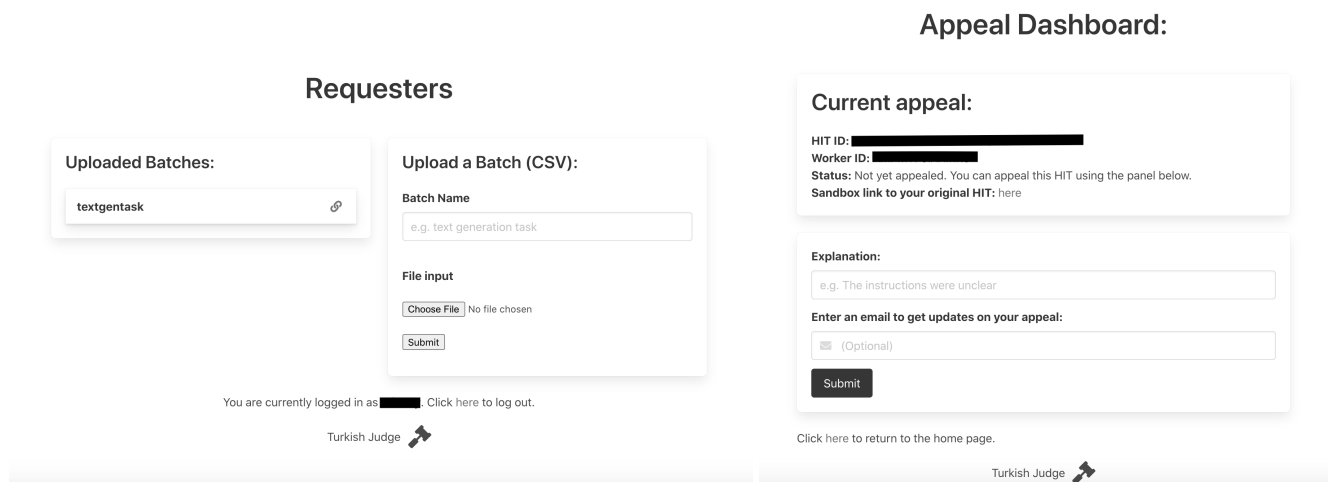 Requesters
Uploaded Batches:
textgentask
Upload a Batch (CSV):
Batch Name
e.g. text generation task
File input
Choose File No file chosen
Submit
You are currently logged in as . Click here to log out.
Turkish Judge
Appeal Dashboard:
Current appeal:
HIT ID:
Worker ID:
Status: Not yet appealed. You can appeal this HIT using the panel below.
Sandbox link to your original HIT: here
Explanation:
e.g. The instructions were unclear
Enter an email to get updates on your appeal:
(Optional)
Submit
Click here to return to the home page.
Turkish Judge